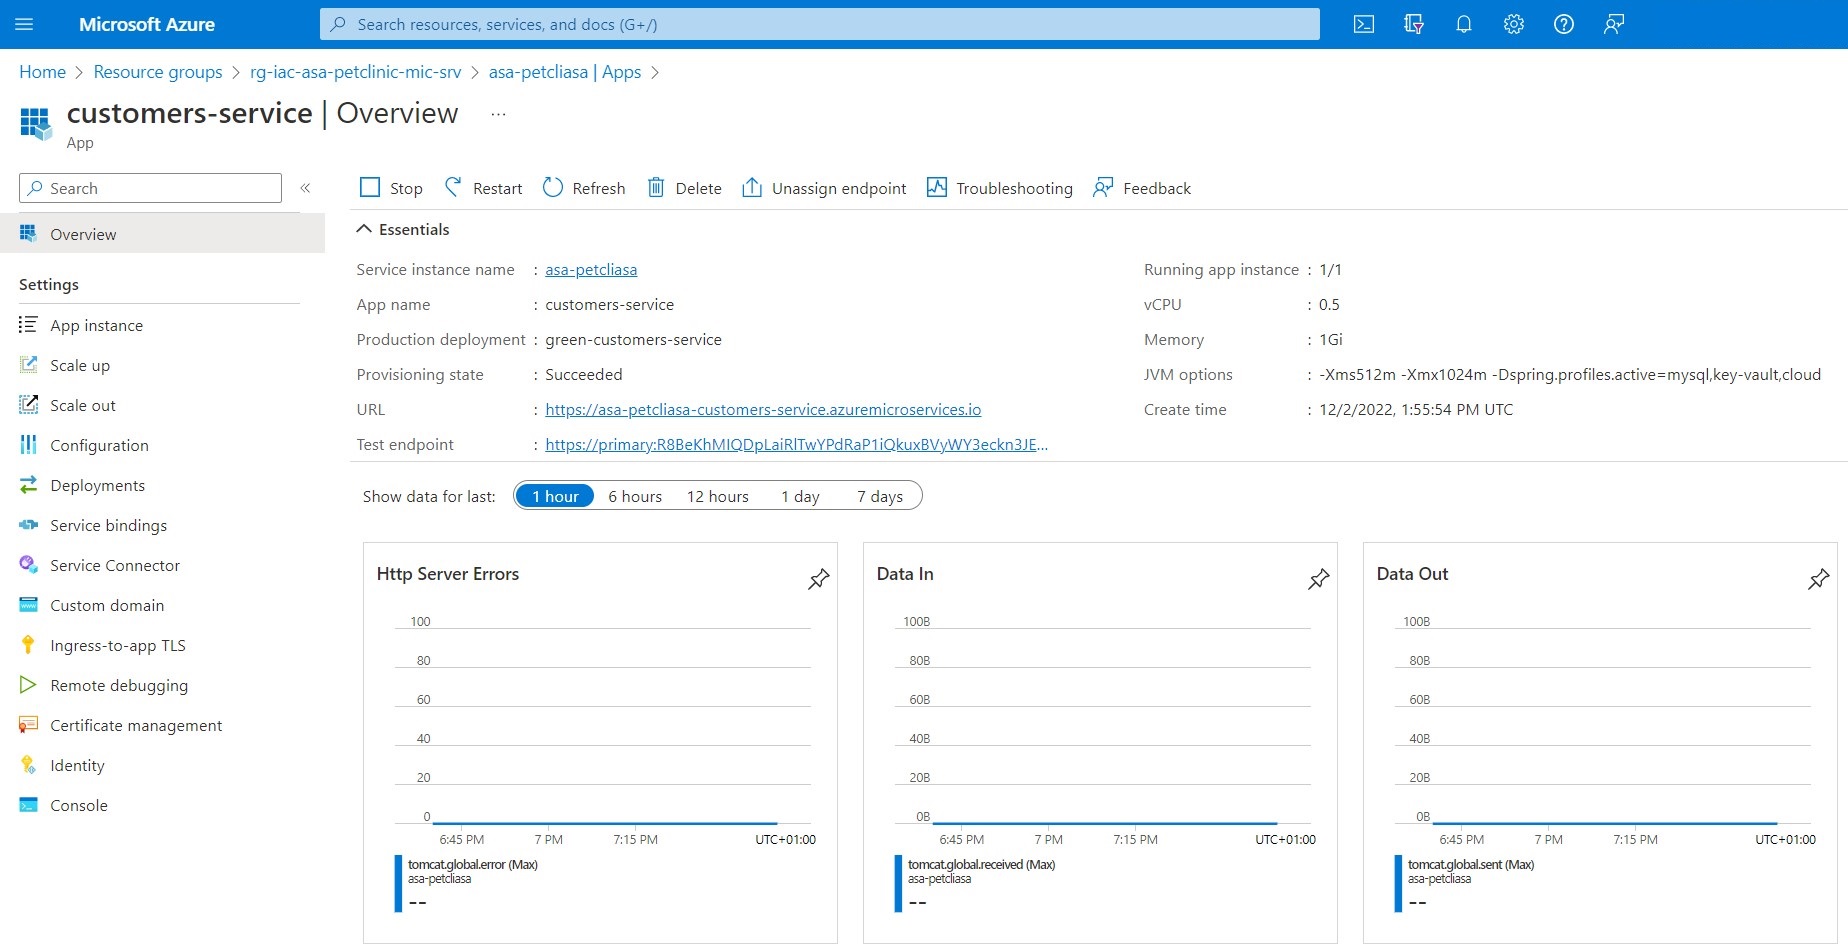 Microsoft Azure
Search resources, services, and docs (G+/)
Home > Resource groups > rg-iac-asa-petclinic-mic-srv > asa-petcliasa | Apps >
customers-service | Overview ...
App
Search
«
Stop
Restart
Refresh
Delete
Unassign endpoint
Troubleshooting
Feedback
Overview
Settings
App instance
Scale up
Scale out
Configuration
Deployments
Service bindings
Service Connector
Custom domain
Ingress-to-app TLS
Remote debugging
Certificate management
Identity
Console
Essentials
Service instance name : asa-petcliasa
App name : customers-service
Production deployment : green-customers-service
Provisioning state : Succeeded
URL : https://asa-petcliasa-customers-service.azuremicroservices.io
Test endpoint : https://primary:R8BeKhMIQDpLaiRlTwYPdRaP1iQkuxBVyWY3eckn3JE...
Running app instance : 1/1
vCPU : 0.5
Memory : 1Gi
JVM options : -Xms512m -Xmx1024m -Dspring.profiles.active=mysql,key-vault,cloud
Create time : 12/2/2022, 1:55:54 PM UTC
Show data for last: 1 hour 6 hours 12 hours 1 day 7 days
Http Server Errors
100
80
60
40
20
0
6:45 PM 7 PM 7:15 PM UTC+01:00
tomcat.global.error (Max)
asa-petcliasa
--
Data In
100B
80B
60B
40B
20B
0B
6:45 PM 7 PM 7:15 PM UTC+01:00
tomcat.global.received (Max)
asa-petcliasa
--
Data Out
100B
80B
60B
40B
20B
0B
6:45 PM 7 PM 7:15 PM UTC+01:00
tomcat.global.sent (Max)
asa-petcliasa
--